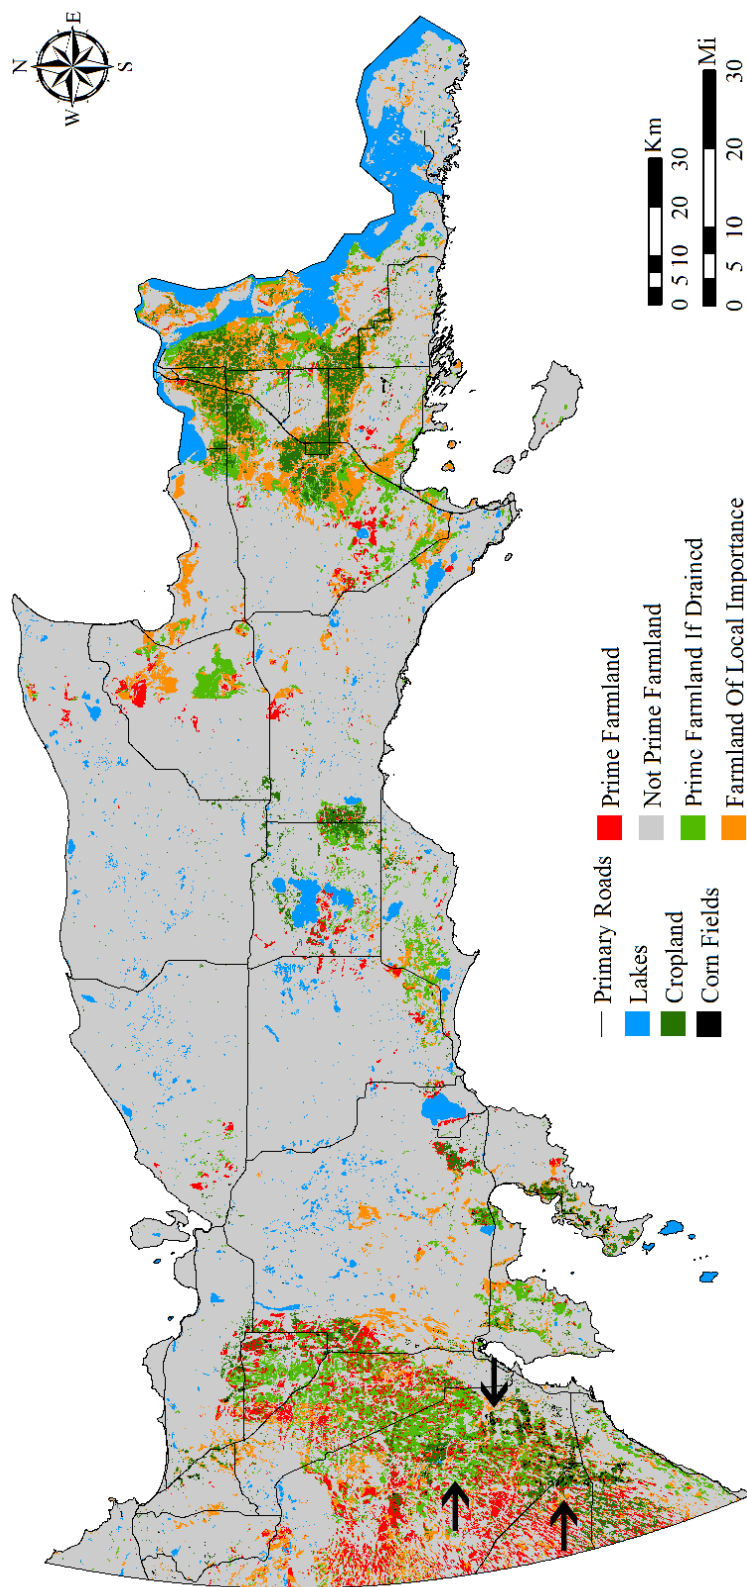 N
E
W
S
Km
0 5 10 20 30
Mi
0 5 10 20 30
Primary Roads
Lakes
Cropland
Corn Fields
Prime Farmland
Not Prime Farmland
Prime Farmland If Drained
Farmland Of Local Importance